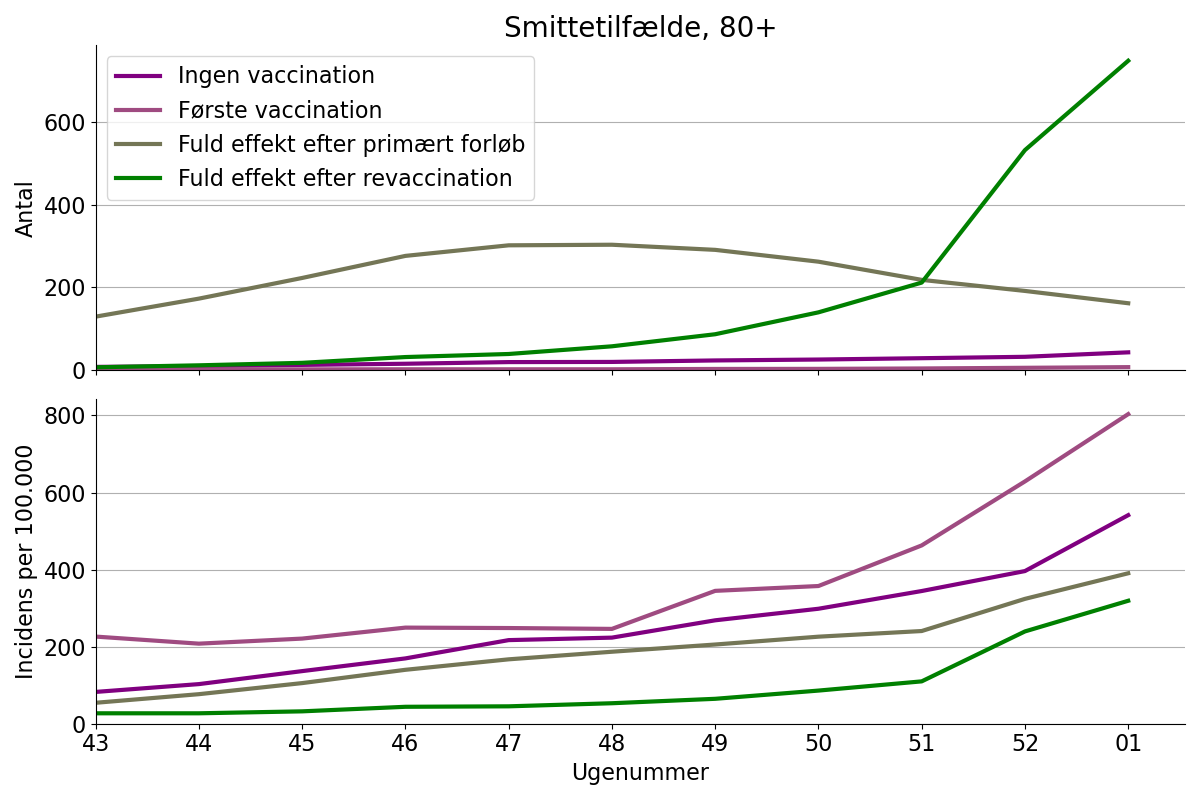 Smittetilfælde, 80+
Ingen vaccination
Første vaccination
Fuld effekt efter primært forløb
Fuld effekt efter revaccination
Antal
600
400
200
0
Incidens per 100.000
800
600
400
200
0
43 44 45 46 47 48 49 50 51 52 01
Ugenummer